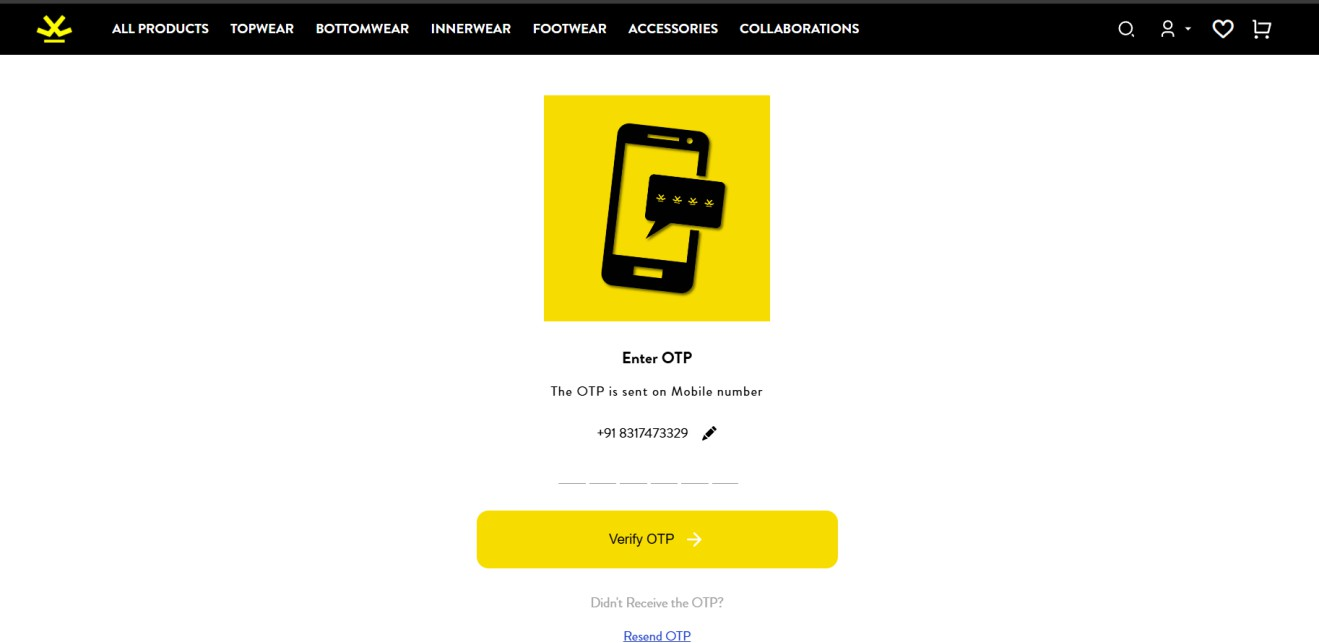 ALL PRODUCTS TOPWEAR BOTTOMWEAR INNERWEAR FOOTWEAR ACCESSORIES COLLABORATIONS
Enter OTP
The OTP is sent on Mobile number
+91 8317473329
Verify OTP
Didn't Receive the OTP?
Resend OTP